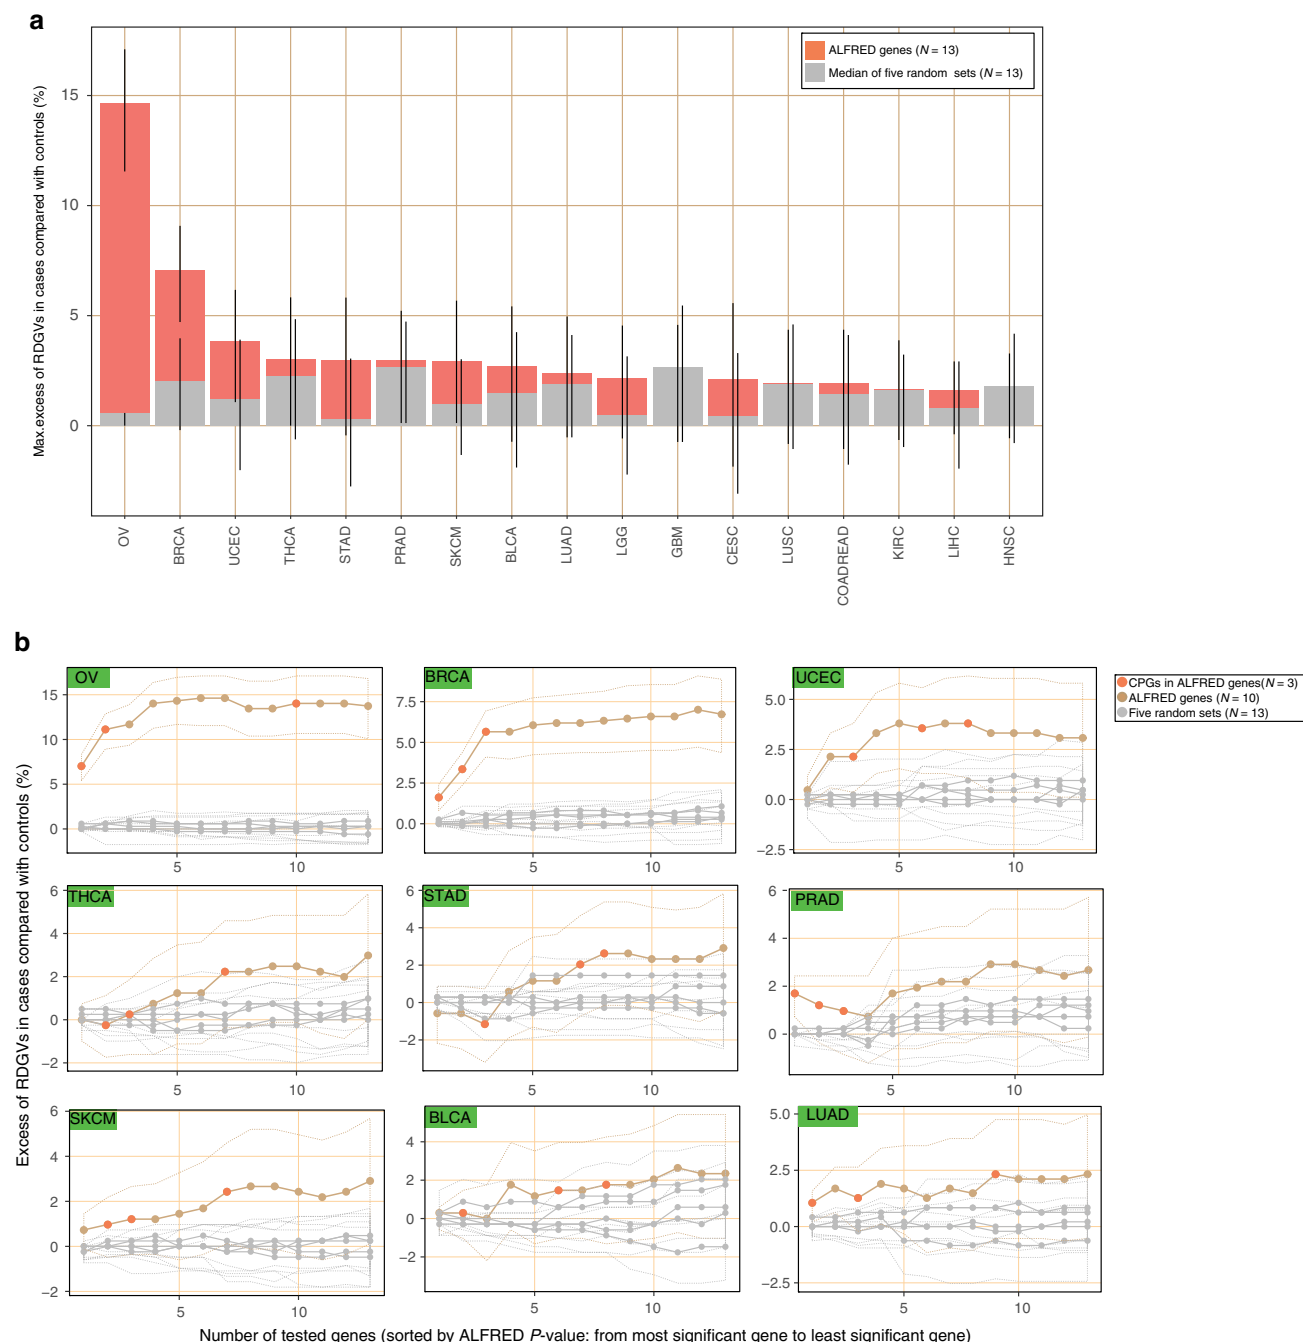 a
Max.excess of RDGVs in cases compared with controls (%)
15
10
5
0
ALFRED genes (N = 13)
Median of five random sets (N = 13)
OV
BRCA
UCEC
THCA
STAD
PRAD
SKCM
BLCA
LUAD
LGG
GBM
CESC
LUSC
COADREAD
KIRC
LIHC
HNSC
b
Excess of RDGVs in cases compared with controls (%)
OV
15
10
5
0
5
10
BRCA
7.5
5.0
2.5
0.0
5
10
UCEC
5.0
2.5
0.0
−2.5
5
10
CPGs in ALFRED genes(N = 3)
ALFRED genes (N = 10)
Five random sets (N = 13)
THCA
6
4
2
0
−2
5
10
STAD
6
4
2
0
−2
5
10
PRAD
6
4
2
0
5
10
SKCM
6
4
2
0
−2
5
10
BLCA
4
2
0
−2
5
10
LUAD
5.0
2.5
0.0
−2.5
5
10
Number of tested genes (sorted by ALFRED P-value: from most significant gene to least significant gene)